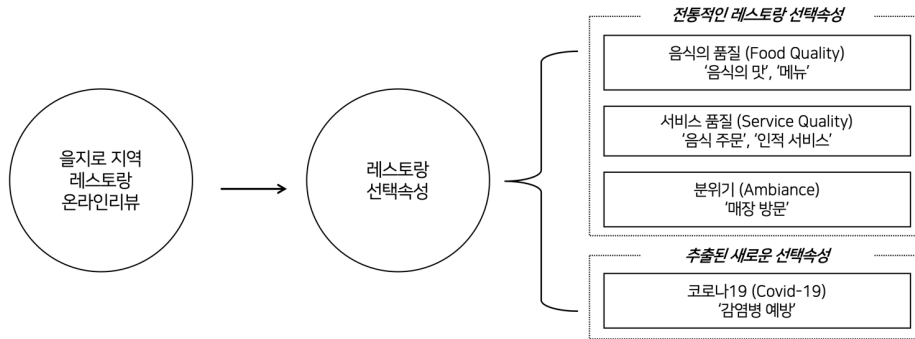 을지로 지역
레스토랑
온라인리뷰
레스토랑
선택속성
전통적인 레스토랑 선택속성
음식의 품질 (Food Quality)
‘음식의 맛’, ‘메뉴’
서비스 품질 (Service Quality)
‘음식 주문’, ‘인적 서비스’
분위기 (Ambiance)
‘매장 방문’
추출된 새로운 선택속성
코로나19 (Covid-19)
‘감염병 예방’